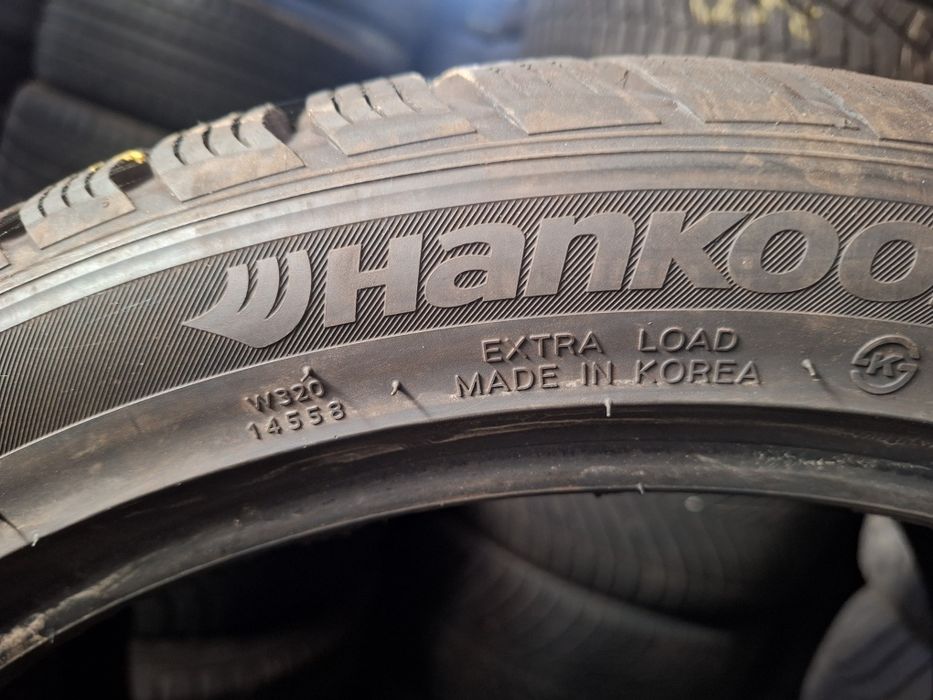 Hankoo
W320
14558
EXTRA LOAD
MADE IN KOREA
K